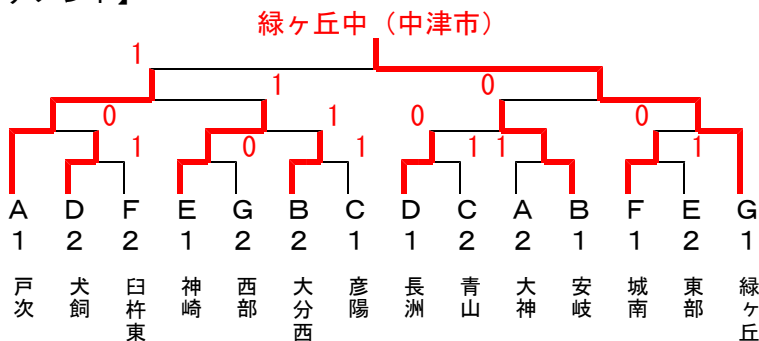 緑ヶ丘中（中津市）
1
1 0
0 1 0 0
1 0 1 1 1 1
A D F E G B C D C A B F E G
1 2 2 1 2 2 1 1 2 2 1 1 2 1
戸次 犬飼 臼杵東 神崎 西部 大分西 彦陽 長洲 青山 大神 安岐 城南 東部 緑ヶ丘